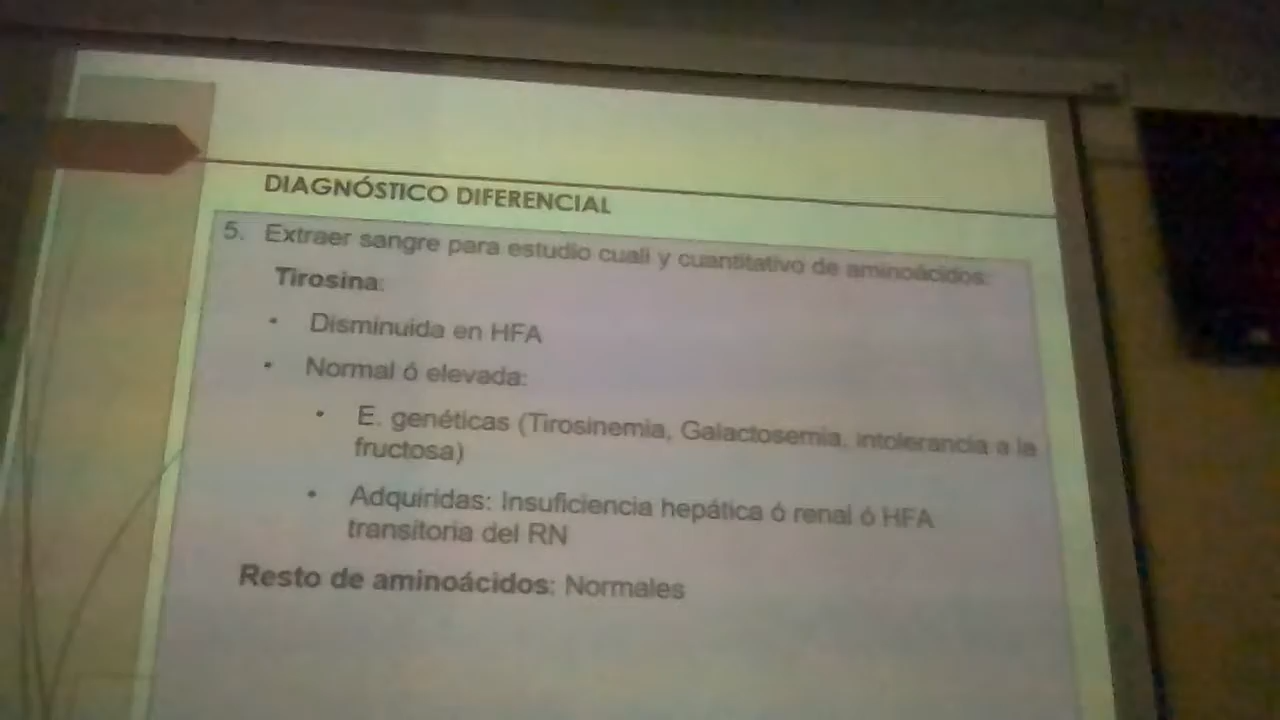 DIAGNÓSTICO DIFERENCIAL
5. Extraer sangre para estudio cuali y cuantitativo de aminoácidos:
Tirosina:
• Disminuida en HFA
• Normal ó elevada:
• E. genéticas (Tirosinemia, Galactosemia, intolerancia a la
fructosa)
• Adquiridas: Insuficiencia hepática ó renal ó HFA
transitoria del RN
Resto de aminoácidos: Normales